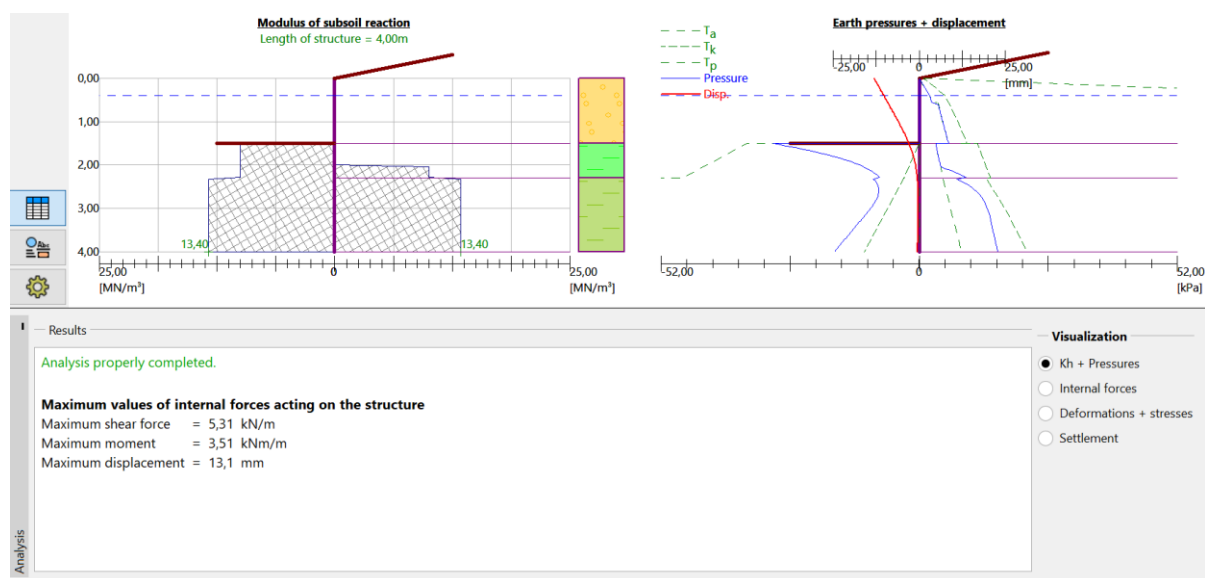 Modulus of subsoil reaction
Length of structure = 4,00m
0,00
1,00
2,00
3,00
4,00
13,40
13,40
25,00
0
25,00
[MN/m³]
[MN/m³]
Earth pressures + displacement
Ta
Tk
Tp
Pressure
Disp.
-25,00
0
25,00
[mm]
-52,00
0
52,00
[kPa]
Abc
Analysis
Results
Analysis properly completed.
Maximum values of internal forces acting on the structure
Maximum shear force = 5,31 kN/m
Maximum moment = 3,51 kNm/m
Maximum displacement = 13,1 mm
Visualization
Kh + Pressures
Internal forces
Deformations + stresses
Settlement